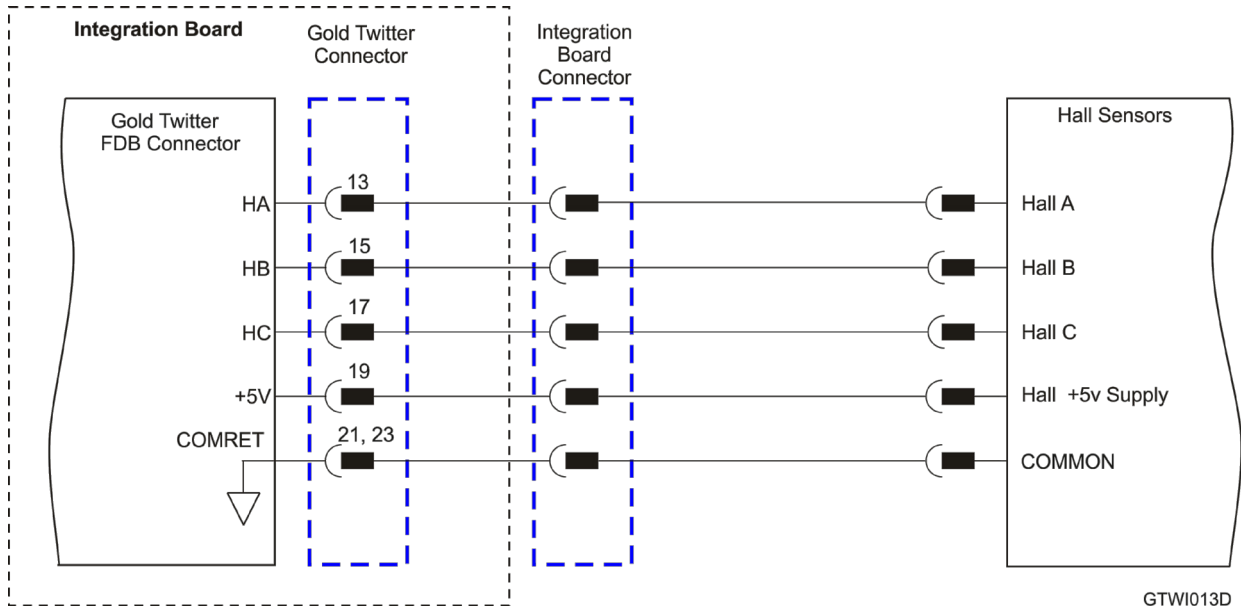 Integration Board
Gold Twitter
Connector
Integration
Board
Connector
Gold Twitter
FDB Connector
Hall Sensors
HA
13
Hall A
HB
15
Hall B
HC
17
Hall C
+5V
19
Hall +5v Supply
COMRET
21, 23
COMMON
GTWI013D